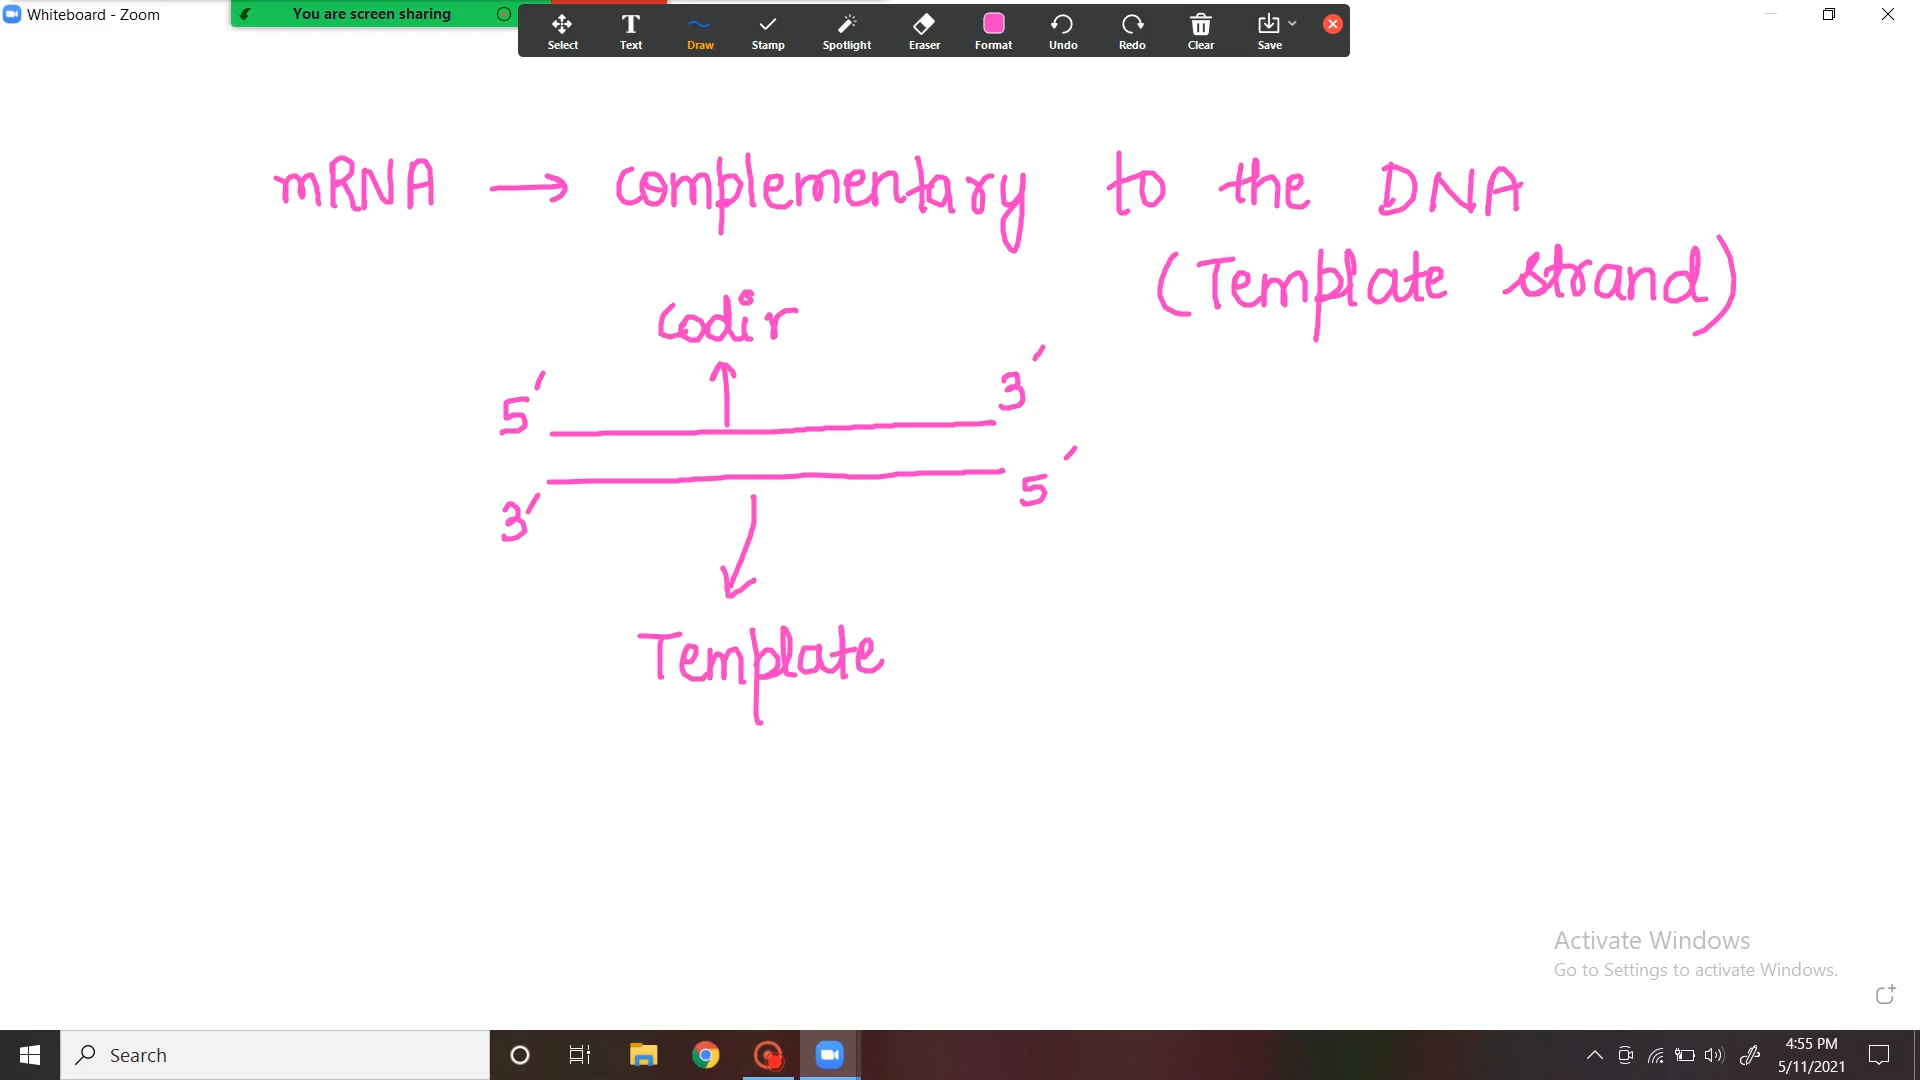 Whiteboard - Zoom
You are screen sharing
Select Text Draw Stamp Spotlight Eraser Format Undo Redo Clear Save
mRNA → complementary to the DNA
(Template strand)
codir
5' 3'
3' 5'
Template
Activate Windows
Go to Settings to activate Windows.
Search
4:55 PM
5/11/2021